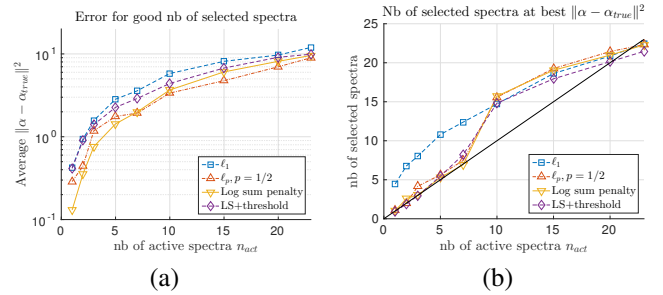 Error for good nb of selected spectra
Average ‖α − α_true‖²
10¹
10⁰
10⁻¹
0 5 10 15 20
nb of active spectra n_act
ℓ₁
ℓₚ, p = 1/2
Log sum penalty
LS+threshold
(a)
Nb of selected spectra at best ‖α − α_true‖²
nb of selected spectra
25
20
15
10
5
0
0 5 10 15 20
nb of active spectra n_act
ℓ₁
ℓₚ, p = 1/2
Log sum penalty
LS+threshold
(b)